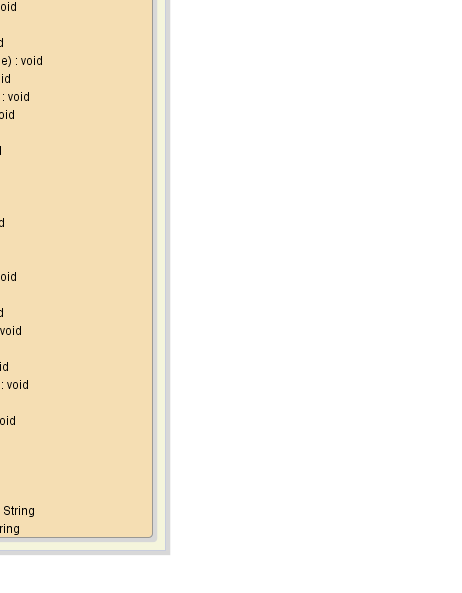 oid
d
e) : void
id
: void
oid
d
d
oid
d
void
id
: void
oid
String
ring